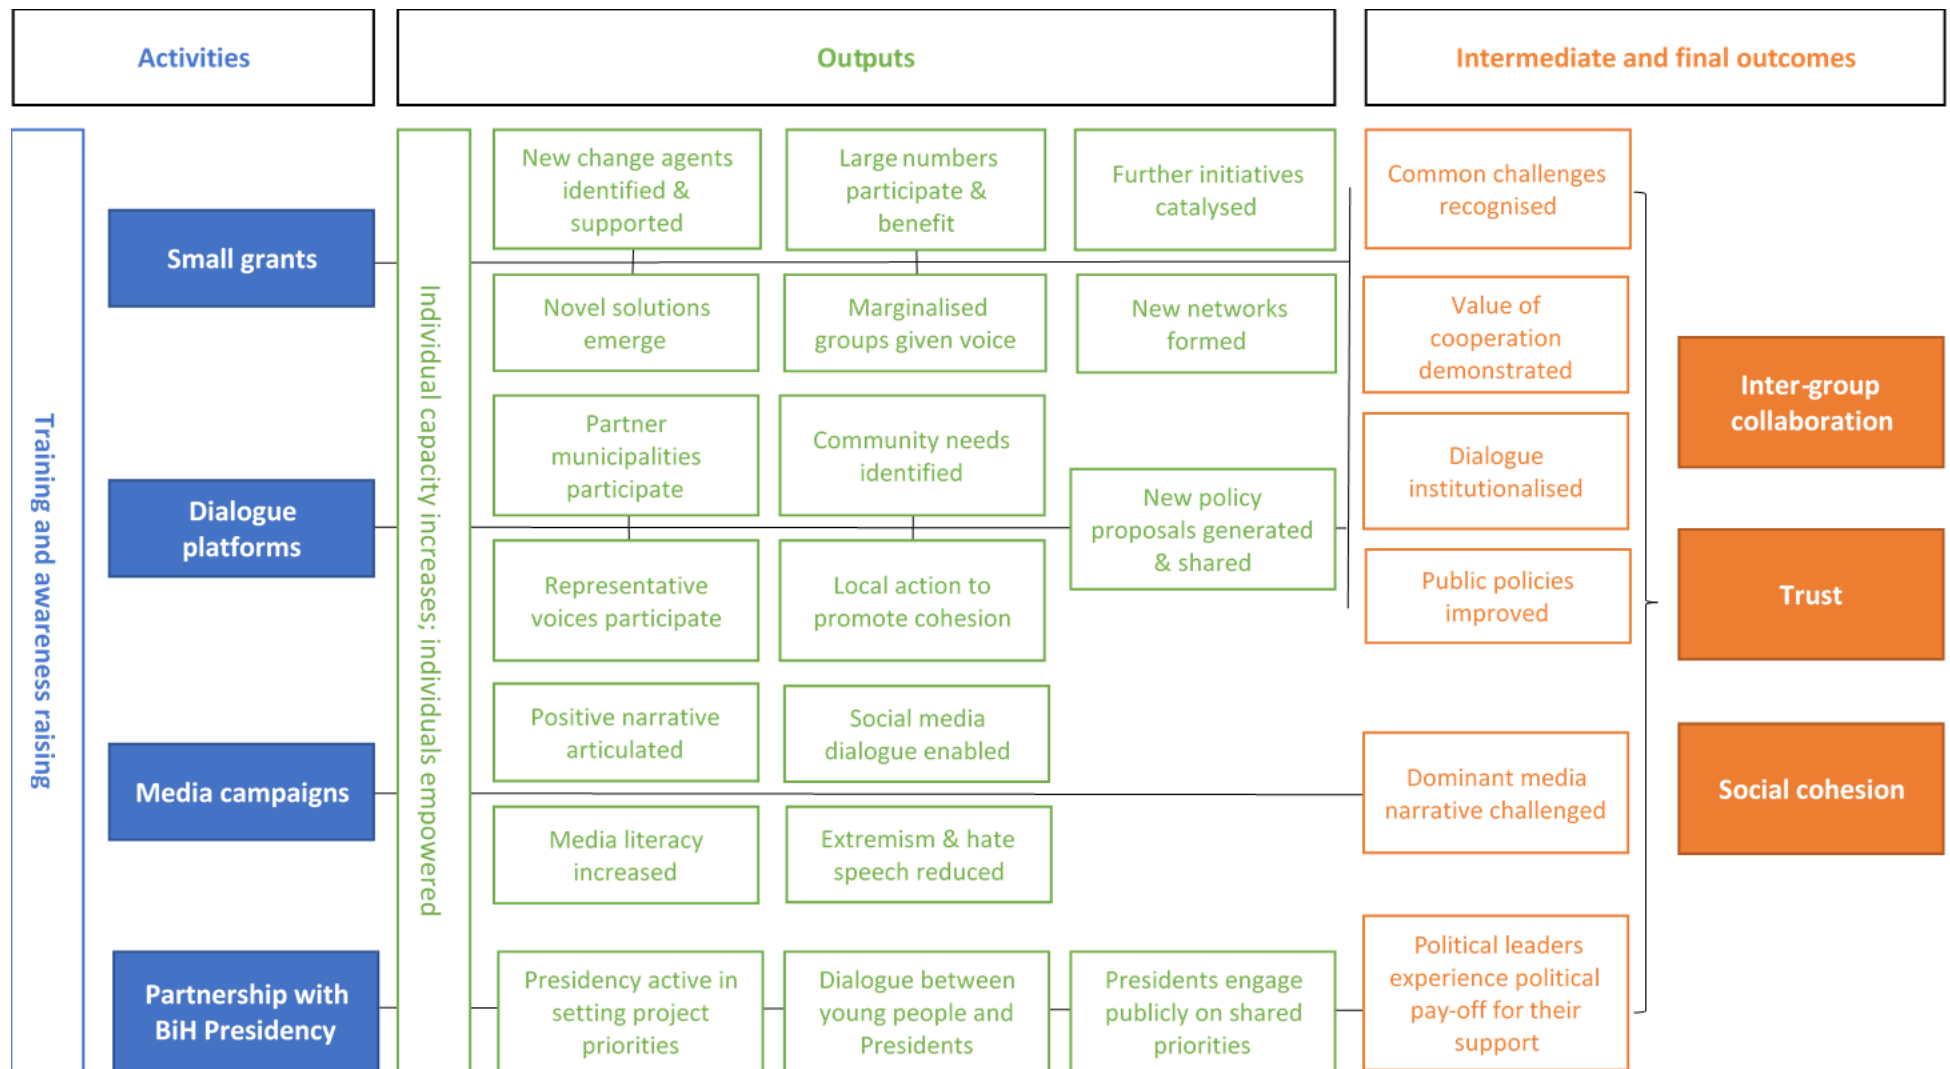 Activities
Outputs
Intermediate and final outcomes
Training and awareness raising
Small grants
Dialogue
platforms
Media campaigns
Partnership with
BiH Presidency
Individual capacity increases; individuals empowered
New change agents
identified &
supported
Large numbers
participate &
benefit
Further initiatives
catalysed
Novel solutions
emerge
Marginalised
groups given voice
New networks
formed
Partner
municipalities
participate
Community needs
identified
New policy
proposals generated
& shared
Representative
voices participate
Local action to
promote cohesion
Positive narrative
articulated
Social media
dialogue enabled
Media literacy
increased
Extremism & hate
speech reduced
Presidency active in
setting project
priorities
Dialogue between
young people and
Presidents
Presidents engage
publicly on shared
priorities
Common challenges
recognised
Value of
cooperation
demonstrated
Dialogue
institutionalised
Public policies
improved
Dominant media
narrative challenged
Political leaders
experience political
pay-off for their
support
Inter-group
collaboration
Trust
Social cohesion